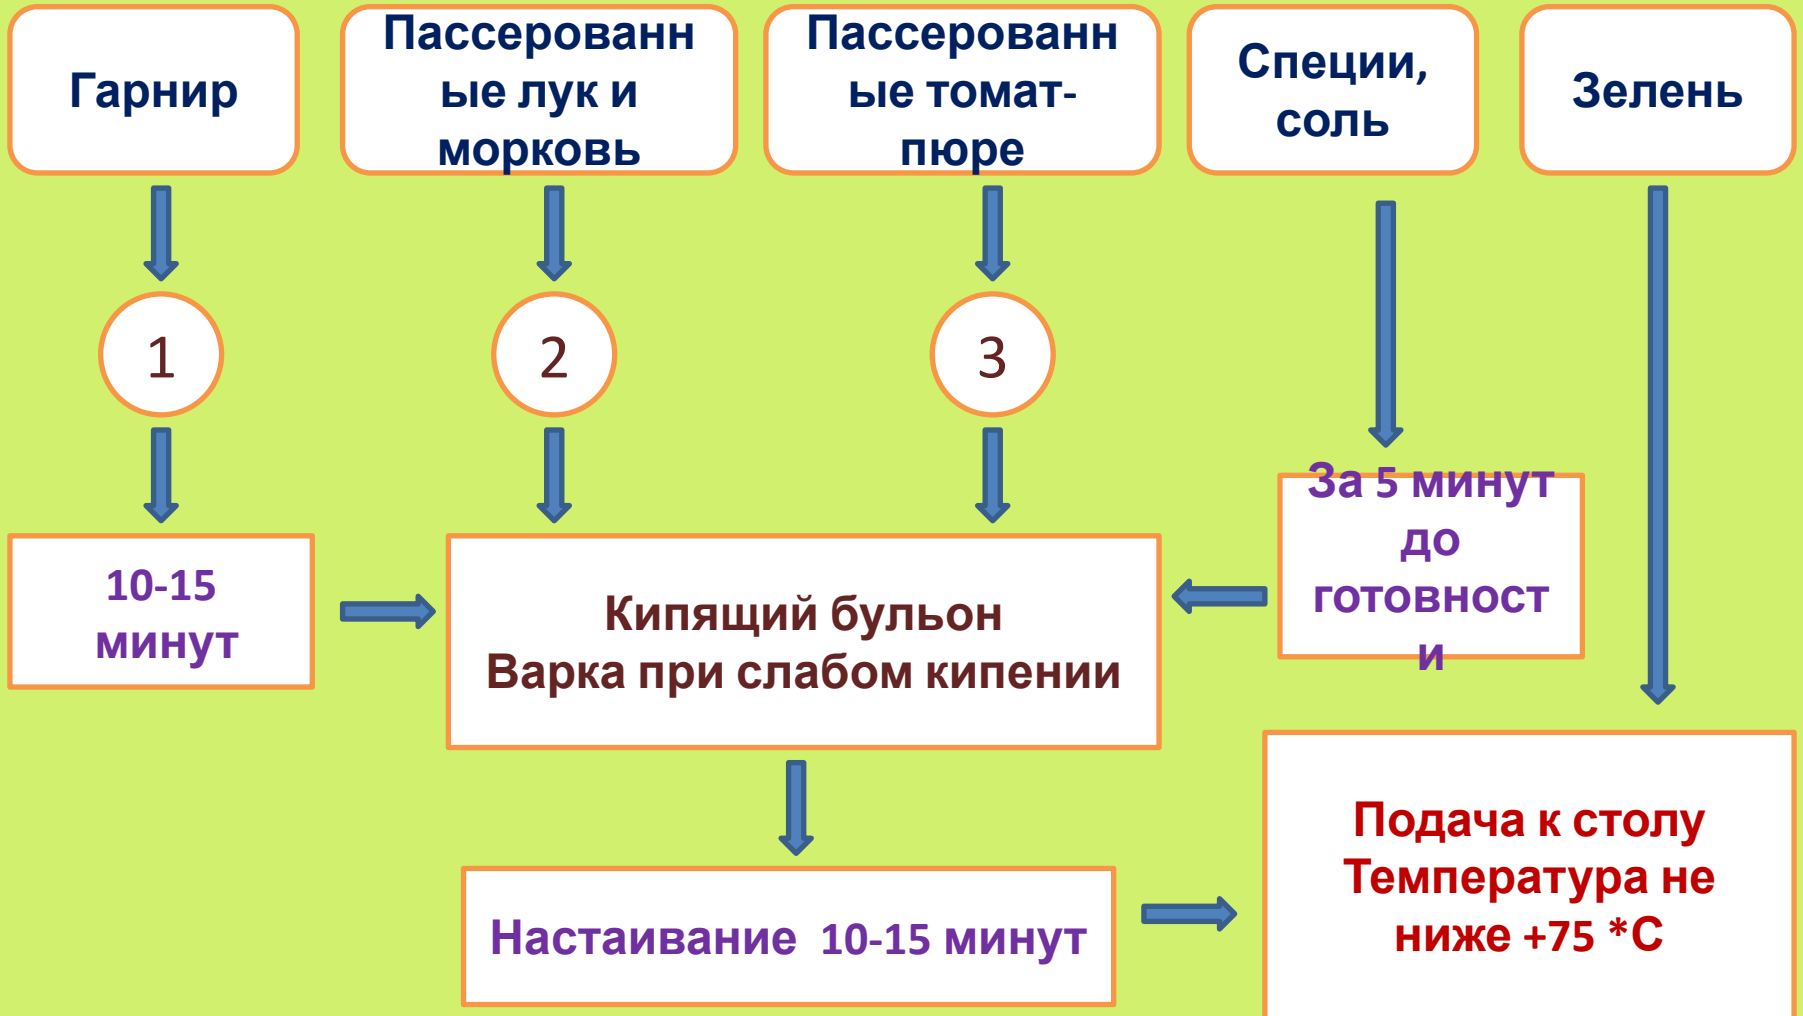 Гарнир
Пассерованн
ые лук и
морковь
Пассерованн
ые томат-
пюре
Специи,
соль
Зелень
1
2
3
10-15
минут
Кипящий бульон
Варка при слабом кипении
За 5 минут
до
готовност
и
Настаивание 10-15 минут
Подача к столу
Температура не
ниже +75 *С